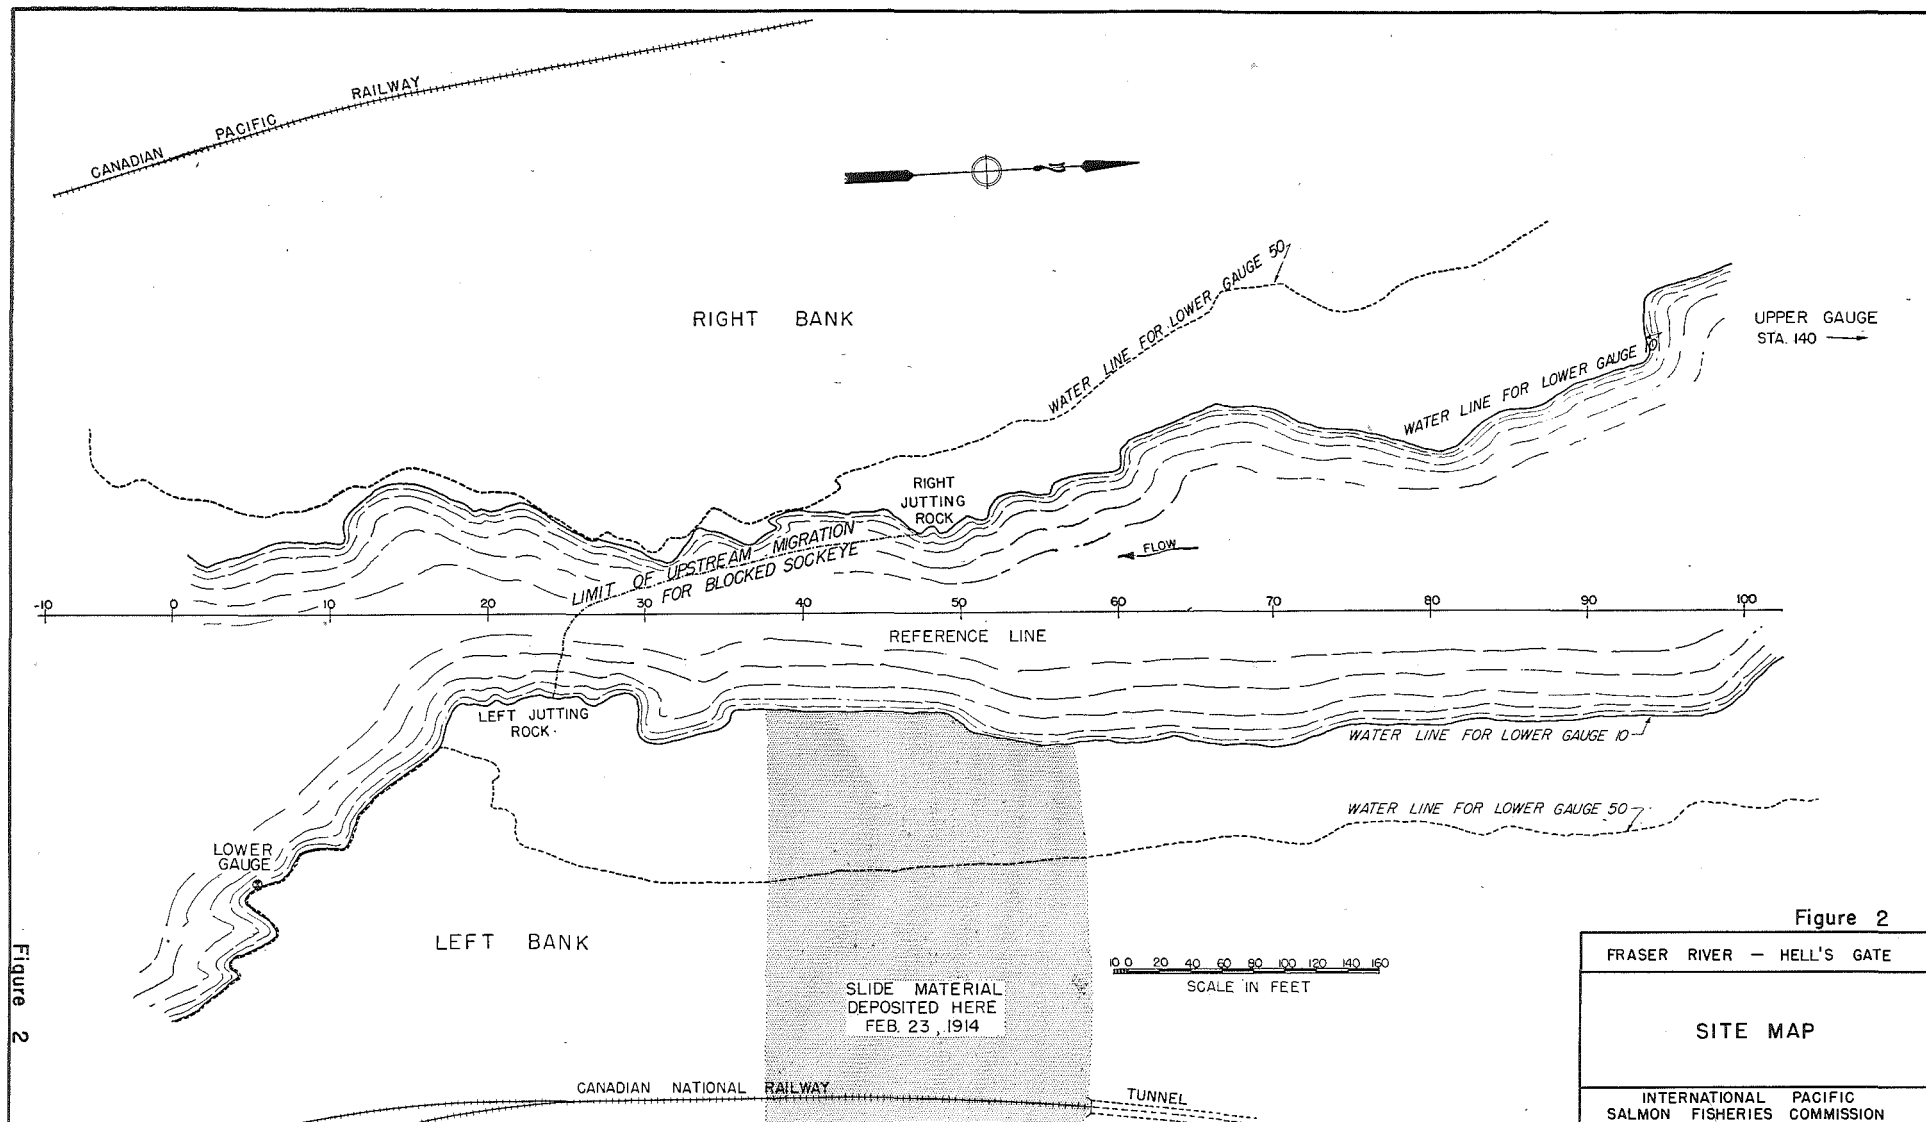 CANADIAN PACIFIC RAILWAY
RIGHT BANK
WATER LINE FOR LOWER GAUGE 50
UPPER GAUGE
STA. 140
WATER LINE FOR LOWER GAUGE 10
RIGHT
JUTTING
ROCK
FLOW
LIMIT OF UPSTREAM MIGRATION
FOR BLOCKED SOCKEYE
-10 0 10 20 30 40 50 60 70 80 90 100
REFERENCE LINE
LEFT JUTTING
ROCK
WATER LINE FOR LOWER GAUGE 10
WATER LINE FOR LOWER GAUGE 50
LOWER
GAUGE
LEFT BANK
10 0 20 40 60 80 100 120 140 160
SCALE IN FEET
SLIDE MATERIAL
DEPOSITED HERE
FEB. 23, 1914
CANADIAN NATIONAL RAILWAY
TUNNEL
Figure 2
Figure 2
FRASER RIVER — HELL'S GATE
SITE MAP
INTERNATIONAL PACIFIC
SALMON FISHERIES COMMISSION